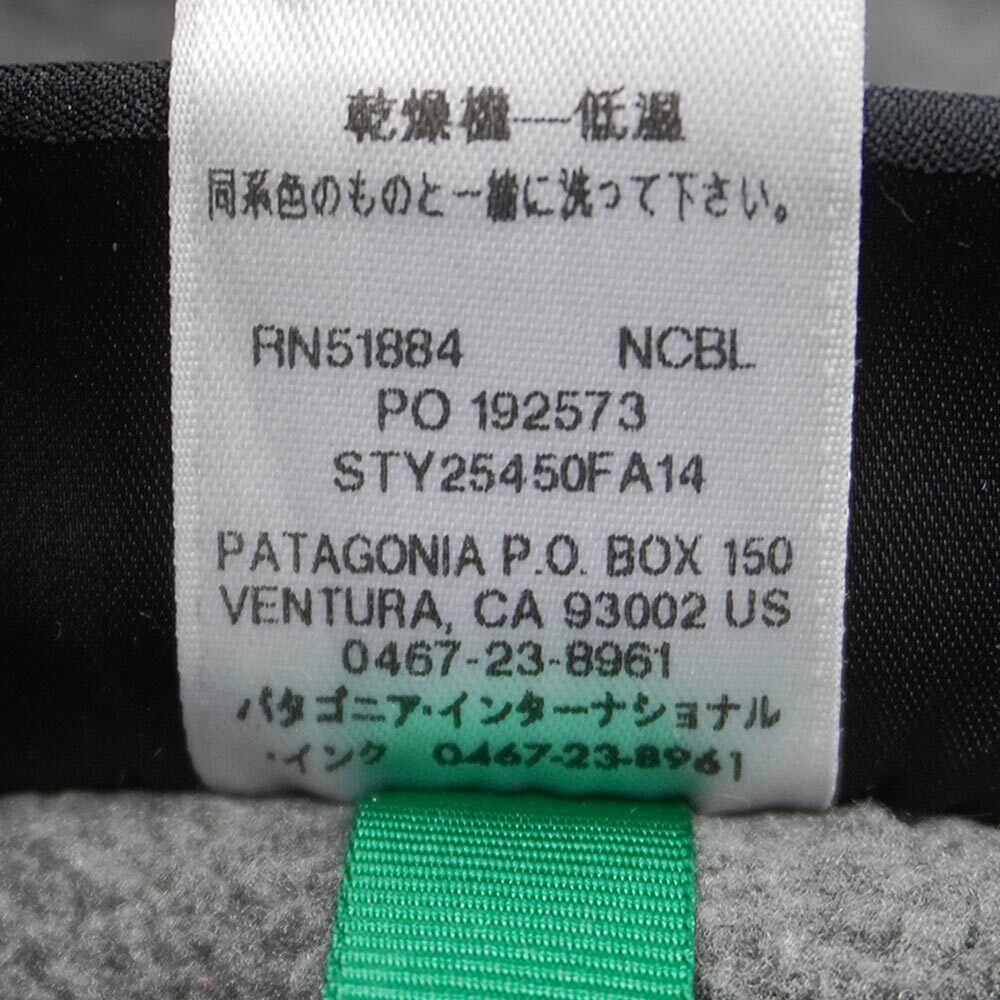 乾燥機—低温
同系色のものと一緒に洗って下さい。
RN51884 NCBL
PO 192573
STY25450FA14
PATAGONIA P.O. BOX 150
VENTURA, CA 93002 US
0467-23-8961
パタゴニア・インターナショナル
・インク 0467-23-8961